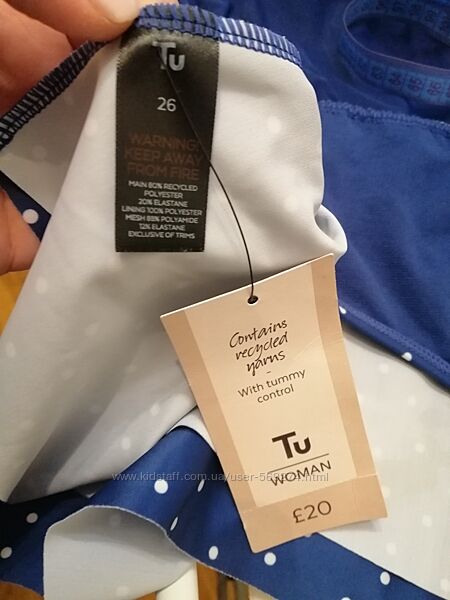 Tu
26
WARNING!
KEEP AWAY
FROM FIRE
MAIN 80% RECYCLED
POLYESTER
20% ELASTANE
LINING 100% POLYESTER
MESH 88% POLYAMIDE
12% ELASTANE
EXCLUSIVE OF TRIMS
Contains
recycled
yarns
-
With tummy
control
Tu
WOMAN
£20